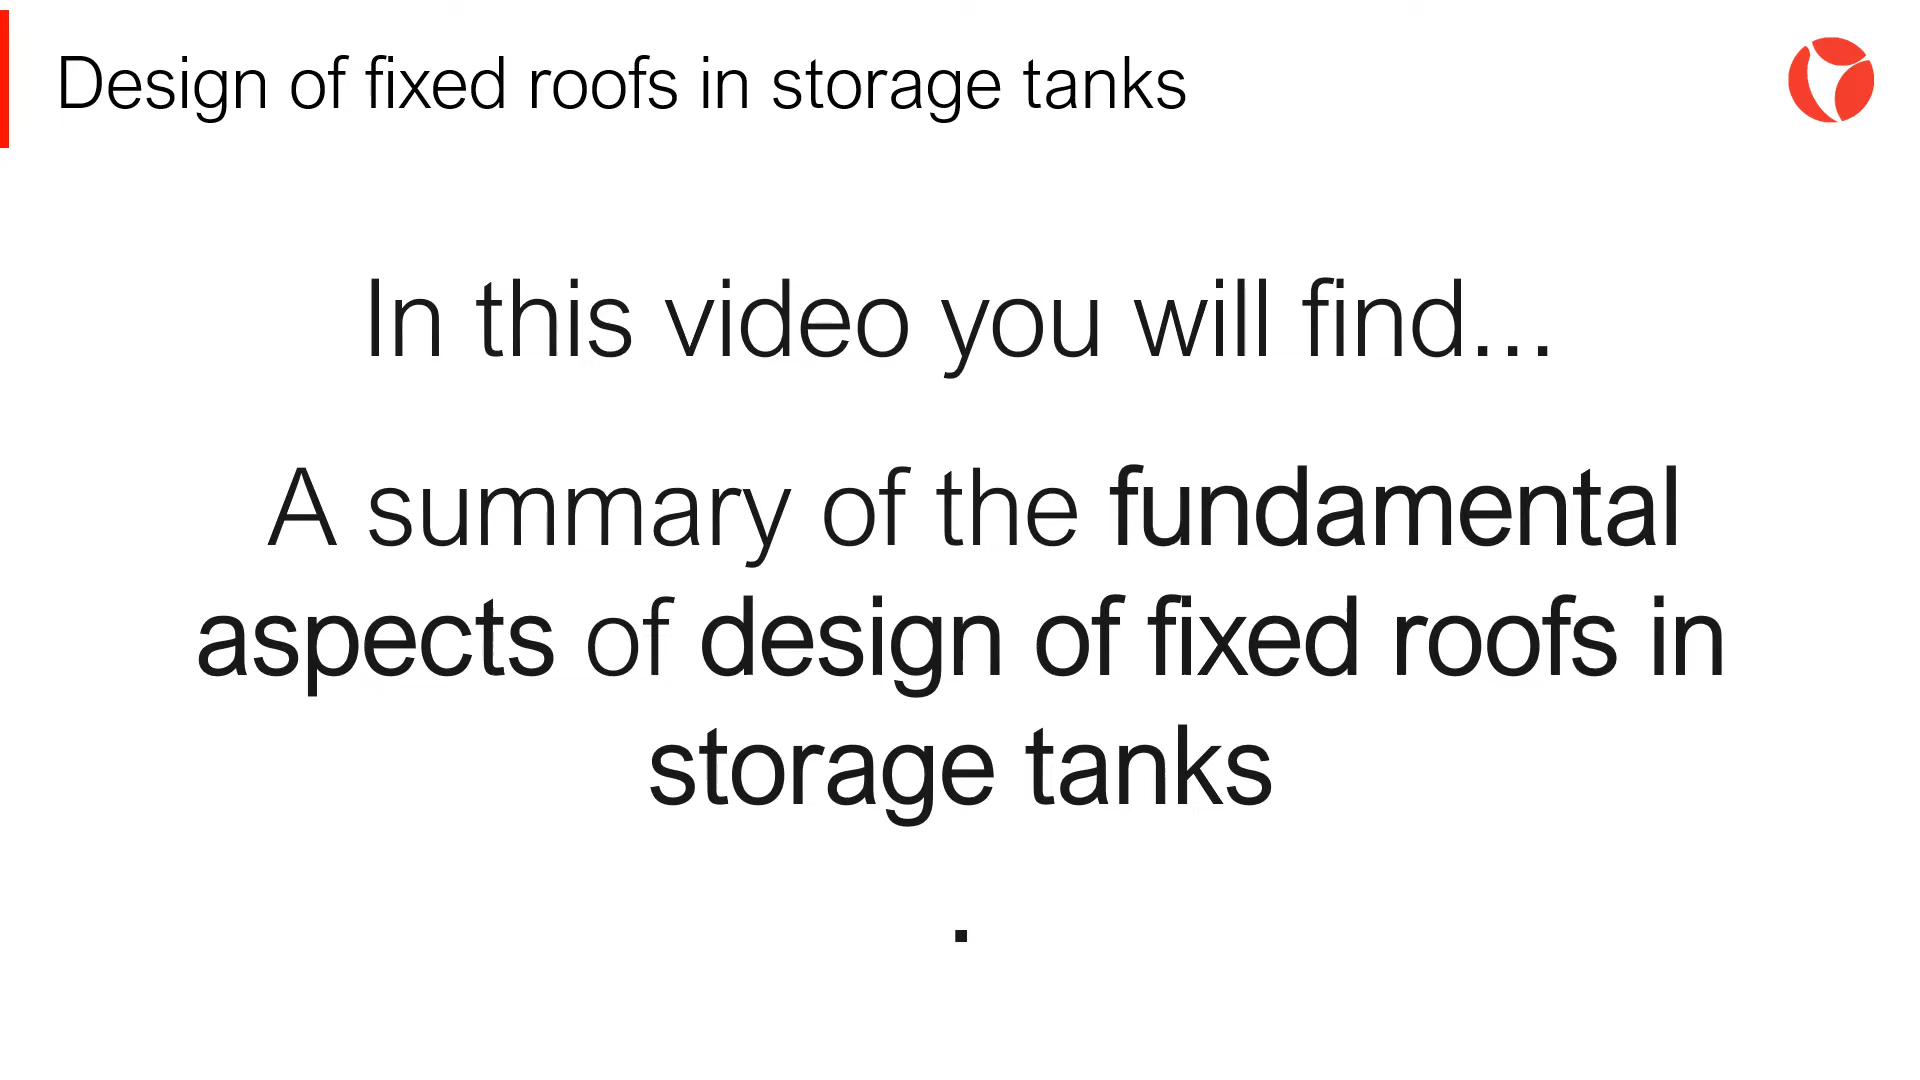 Design of fixed roofs in storage tanks
In this video you will find...
A summary of the fundamental
aspects of design of fixed roofs in
storage tanks
.